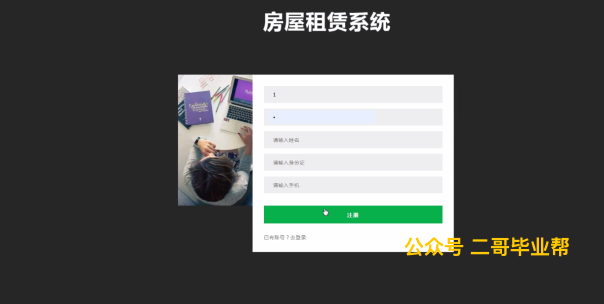 房屋租赁系统
1
请输入姓名
请输入身份证
请输入手机
注册
已有账号？去登录
公众号 二哥毕业帮